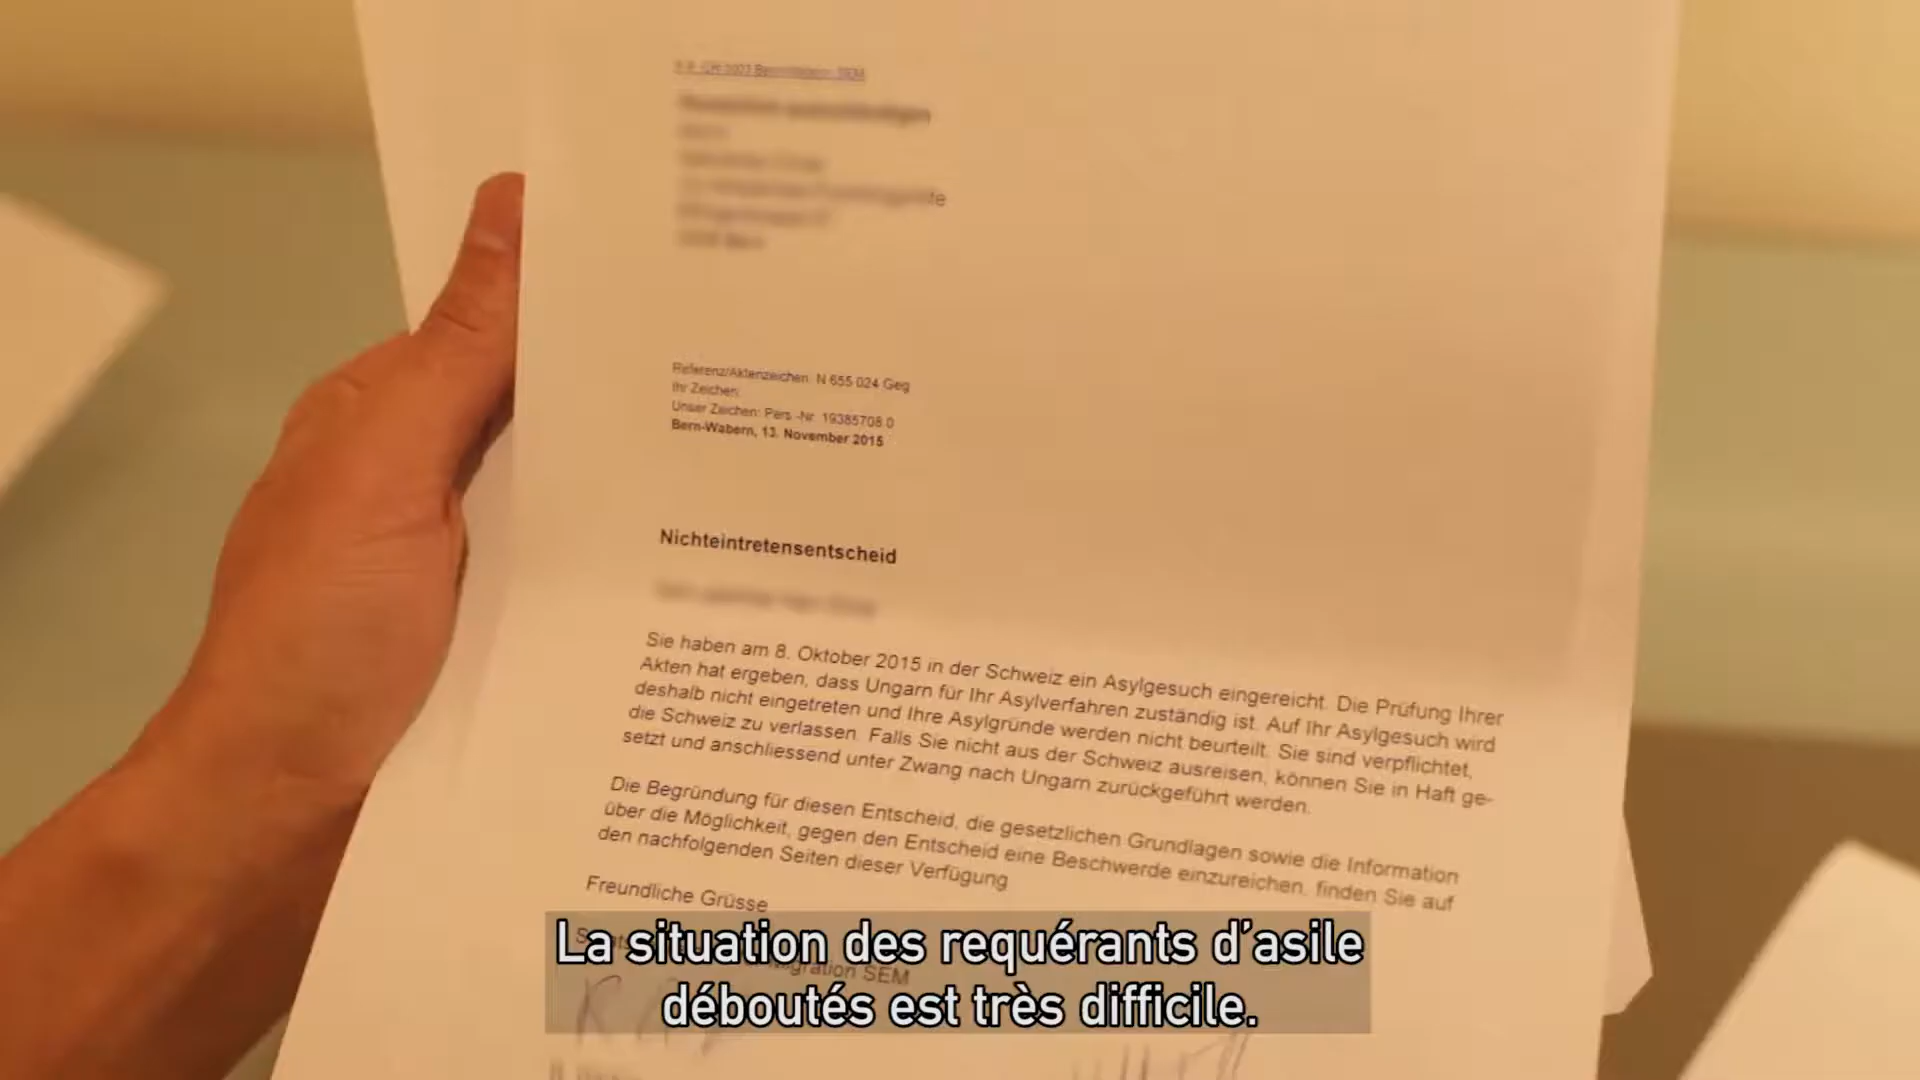 Referenz/Aktenzeichen: N 655 024 Geg
Ihr Zeichen:
Unser Zeichen: Pers.-Nr. 19385708.0
Bern-Wabern, 13. November 2015
Nichteintretensentscheid
Sie haben am 8. Oktober 2015 in der Schweiz ein Asylgesuch eingereicht. Die Prüfung Ihrer
Akten hat ergeben, dass Ungarn für Ihr Asylverfahren zuständig ist. Auf Ihr Asylgesuch wird
deshalb nicht eingetreten und Ihre Asylgründe werden nicht beurteilt. Sie sind verpflichtet,
die Schweiz zu verlassen. Falls Sie nicht aus der Schweiz ausreisen, können Sie in Haft ge-
setzt und anschliessend unter Zwang nach Ungarn zurückgeführt werden.
Die Begründung für diesen Entscheid, die gesetzlichen Grundlagen sowie die Information
über die Möglichkeit, gegen den Entscheid eine Beschwerde einzureichen, finden Sie auf
den nachfolgenden Seiten dieser Verfügung
Freundliche Grüsse
Migration SEM
La situation des requérants d'asile
déboutés est très difficile.